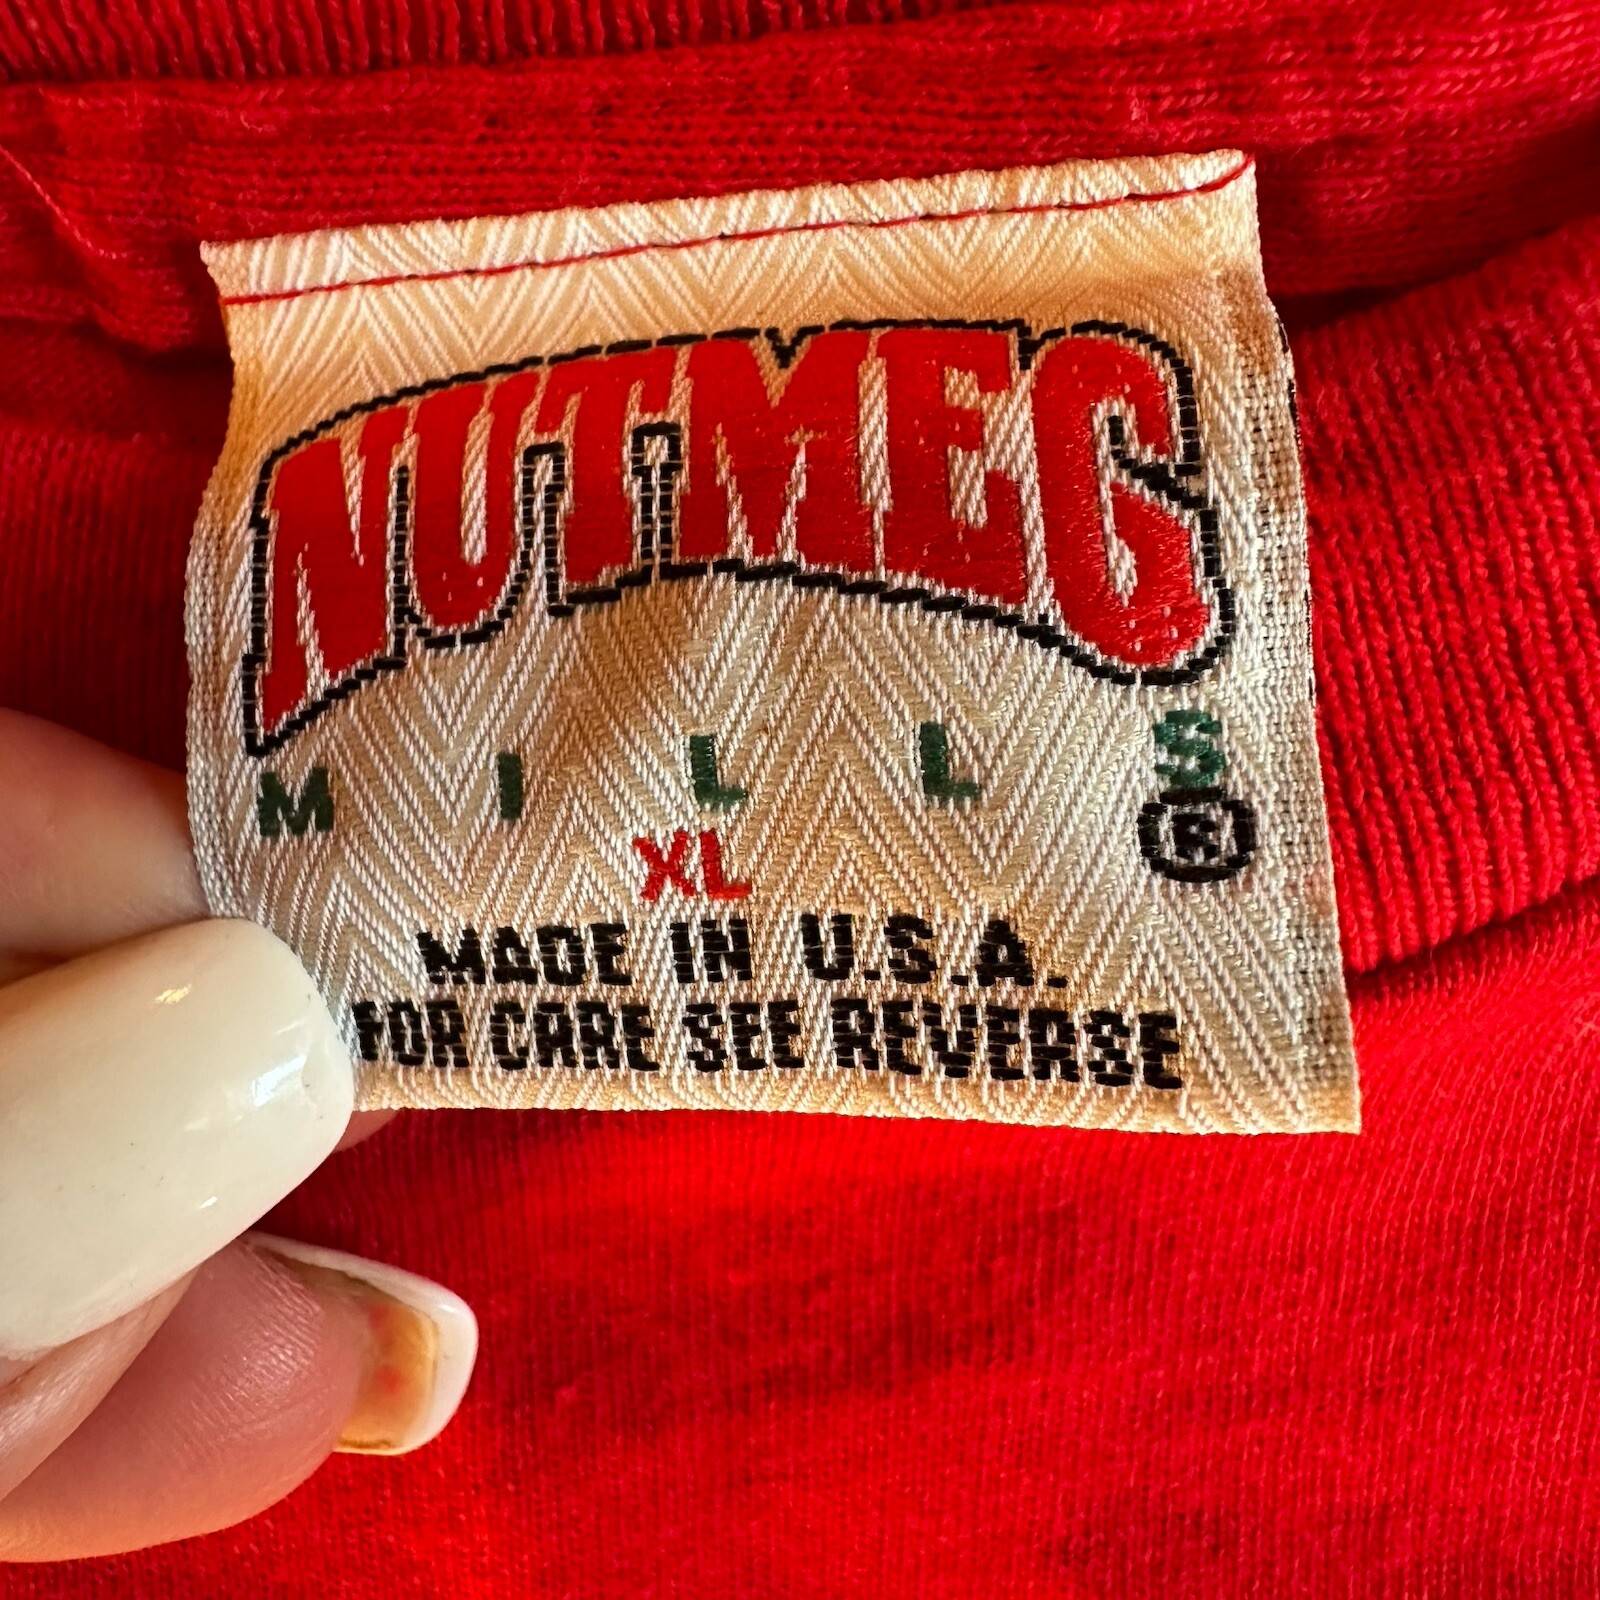 NUTMEG
MILLS
®
XL
MADE IN U.S.A.
FOR CARE SEE REVERSE